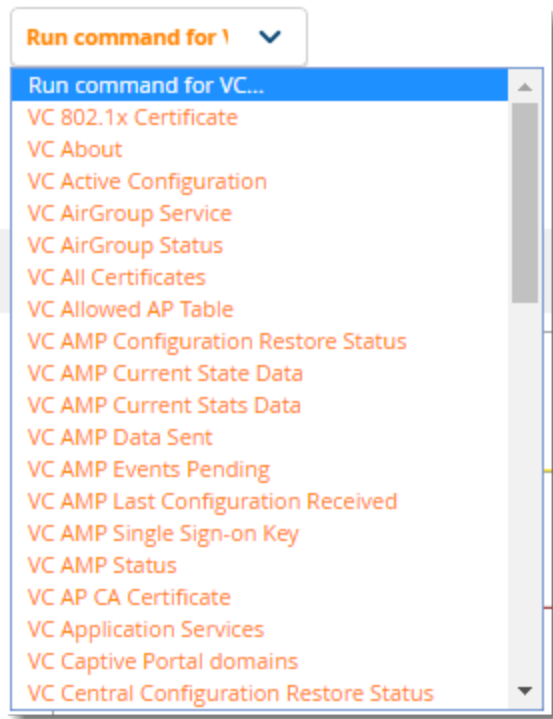 Run command for V
Run command for VC...
VC 802.1x Certificate
VC About
VC Active Configuration
VC AirGroup Service
VC AirGroup Status
VC All Certificates
VC Allowed AP Table
VC AMP Configuration Restore Status
VC AMP Current State Data
VC AMP Current Stats Data
VC AMP Data Sent
VC AMP Events Pending
VC AMP Last Configuration Received
VC AMP Single Sign-on Key
VC AMP Status
VC AP CA Certificate
VC Application Services
VC Captive Portal domains
VC Central Configuration Restore Status